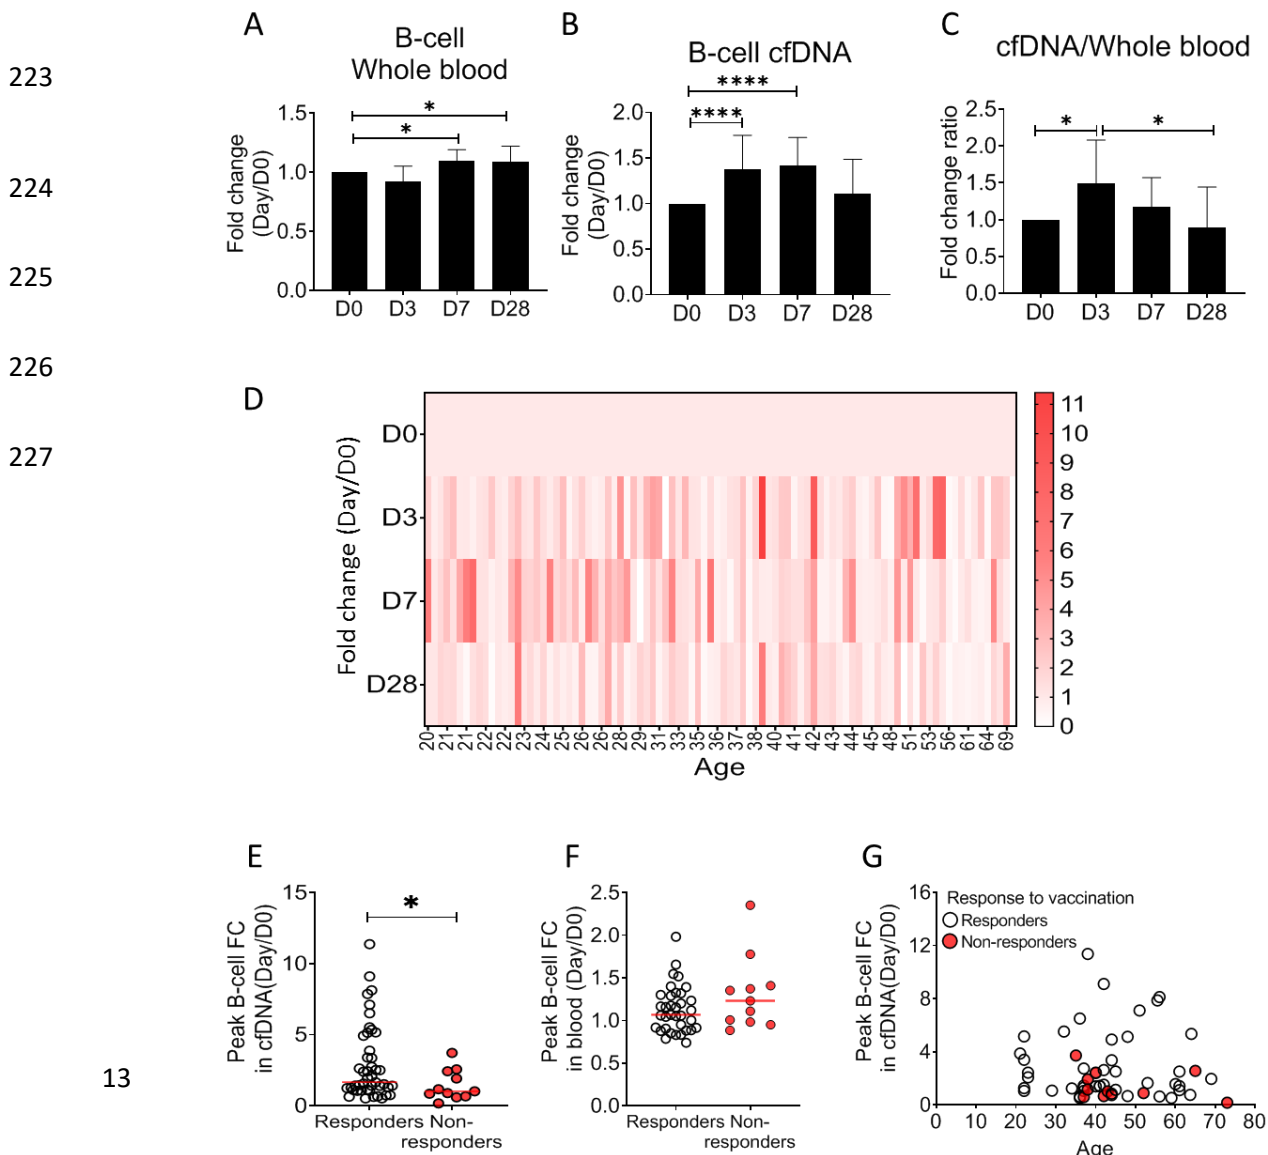 223
224
225
226
227
A
B-cell
Whole blood
Fold change
(Day/D0)
1.5
1.0
0.5
0.0
*
*
D0 D3 D7 D28
B
B-cell cfDNA
Fold change
(Day/D0)
2.0
1.5
1.0
0.5
0.0
****
****
D0 D3 D7 D28
C
cfDNA/Whole blood
Fold change ratio
2.5
2.0
1.5
1.0
0.5
0.0
* *
D0 D3 D7 D28
D
Fold change (Day/D0)
D0
D3
D7
D28
11
10
9
8
7
6
5
4
3
2
1
0
20 21 21 22 22 23 24 25 26 26 28 29 31 33 35 36 37 38 40 41 42 43 44 45 48 51 53 56 61 64 69
Age
13
E
Peak B-cell FC
in cfDNA(Day/D0)
15
10
5
0
*
Responders Non-
responders
F
Peak B-cell FC
in blood (Day/D0)
2.5
2.0
1.5
1.0
0.5
0.0
Responders Non-
responders
G
Peak B-cell FC
in cfDNA(Day/D0)
16
12
8
4
0
Response to vaccination
Responders
Non-responders
0 10 20 30 40 50 60 70 80
Age